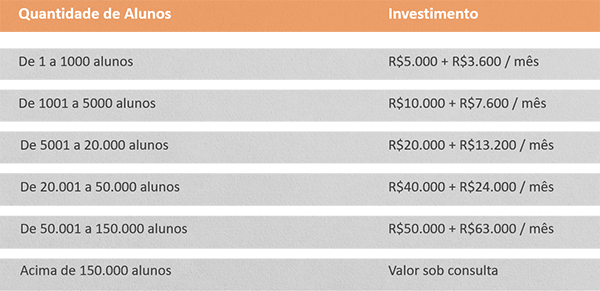 Quantidade de Alunos Investimento
De 1 a 1000 alunos R$5.000 + R$3.600 / mês
De 1001 a 5000 alunos R$10.000 + R$7.600 / mês
De 5001 a 20.000 alunos R$20.000 + R$13.200 / mês
De 20.001 a 50.000 alunos R$40.000 + R$24.000 / mês
De 50.001 a 150.000 alunos R$50.000 + R$63.000 / mês
Acima de 150.000 alunos Valor sob consulta